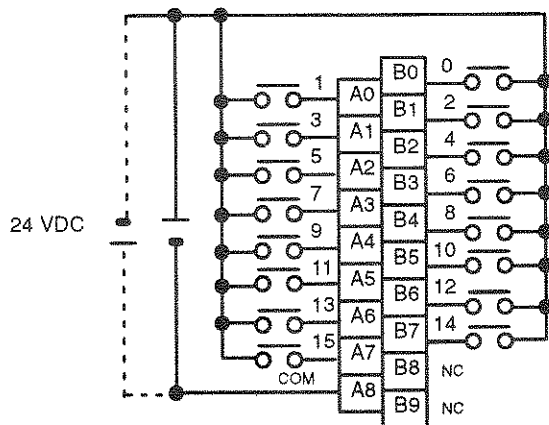 B0 0
1 A0 B1 2
3 A1 B2 4
5 A2 B3 6
7 A3 B4 8
24 VDC
9 A4 B5 10
11 A5 B6 12
13 A6 B7 14
15 A7 B8 NC
COM A8 B9 NC